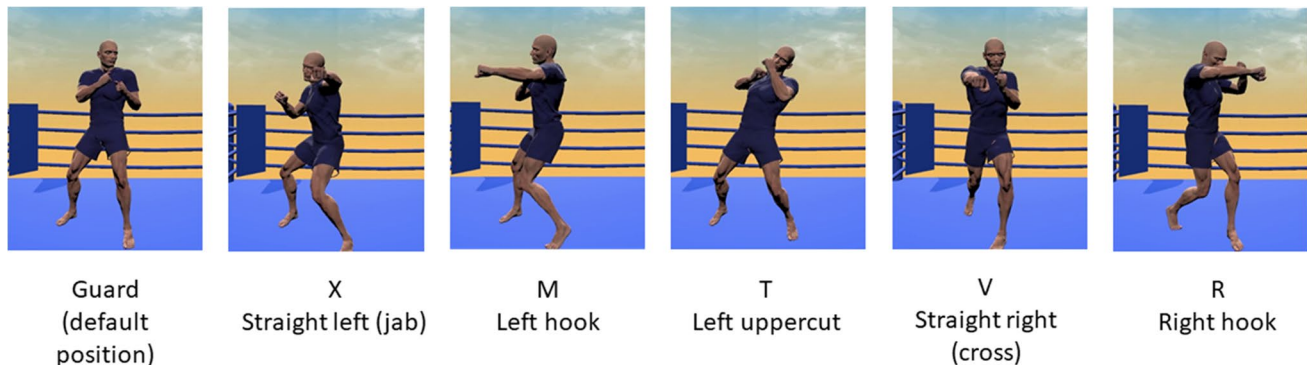 Guard
(default
position)
X
Straight left (jab)
M
Left hook
T
Left uppercut
V
Straight right
(cross)
R
Right hook